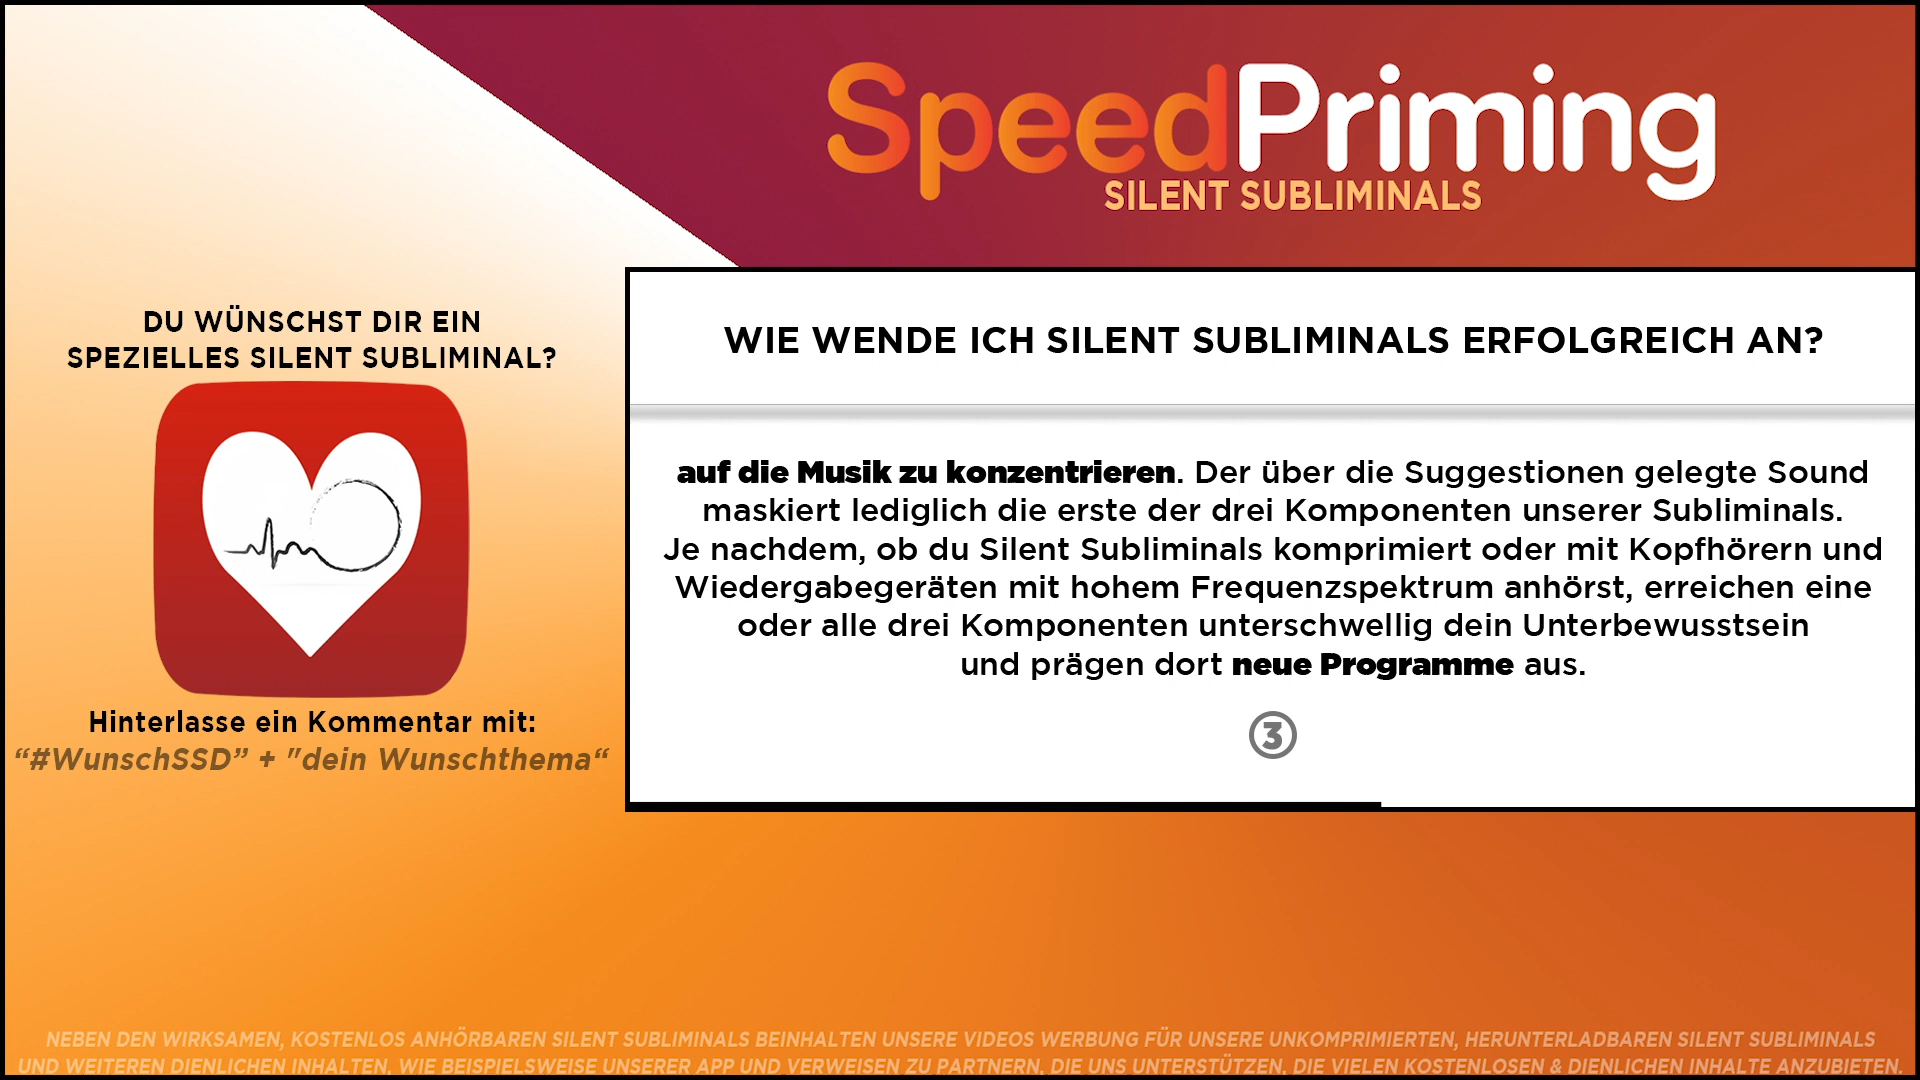 SpeedPriming
SILENT SUBLIMINALS
DU WÜNSCHST DIR EIN
SPEZIELLES SILENT SUBLIMINAL?
Hinterlasse ein Kommentar mit:
“#WunschSSD” + "dein Wunschthema“
WIE WENDE ICH SILENT SUBLIMINALS ERFOLGREICH AN?
auf die Musik zu konzentrieren. Der über die Suggestionen gelegte Sound
maskiert lediglich die erste der drei Komponenten unserer Subliminals.
Je nachdem, ob du Silent Subliminals komprimiert oder mit Kopfhörern und
Wiedergabegeräten mit hohem Frequenzspektrum anhörst, erreichen eine
oder alle drei Komponenten unterschwellig dein Unterbewusstsein
und prägen dort neue Programme aus.
3
NEBEN DEN WIRKSAMEN, KOSTENLOS ANHÖRBAREN SILENT SUBLIMINALS BEINHALTEN UNSERE VIDEOS WERBUNG FÜR UNSERE UNKOMPRIMIERTEN, HERUNTERLADBAREN SILENT SUBLIMINALS
UND WEITEREN DIENLICHEN INHALTEN, WIE BEISPIELSWEISE UNSERER APP UND VERWEISEN ZU PARTNERN, DIE UNS UNTERSTÜTZEN, DIE VIELEN KOSTENLOSEN & DIENLICHEN INHALTE ANZUBIETEN.